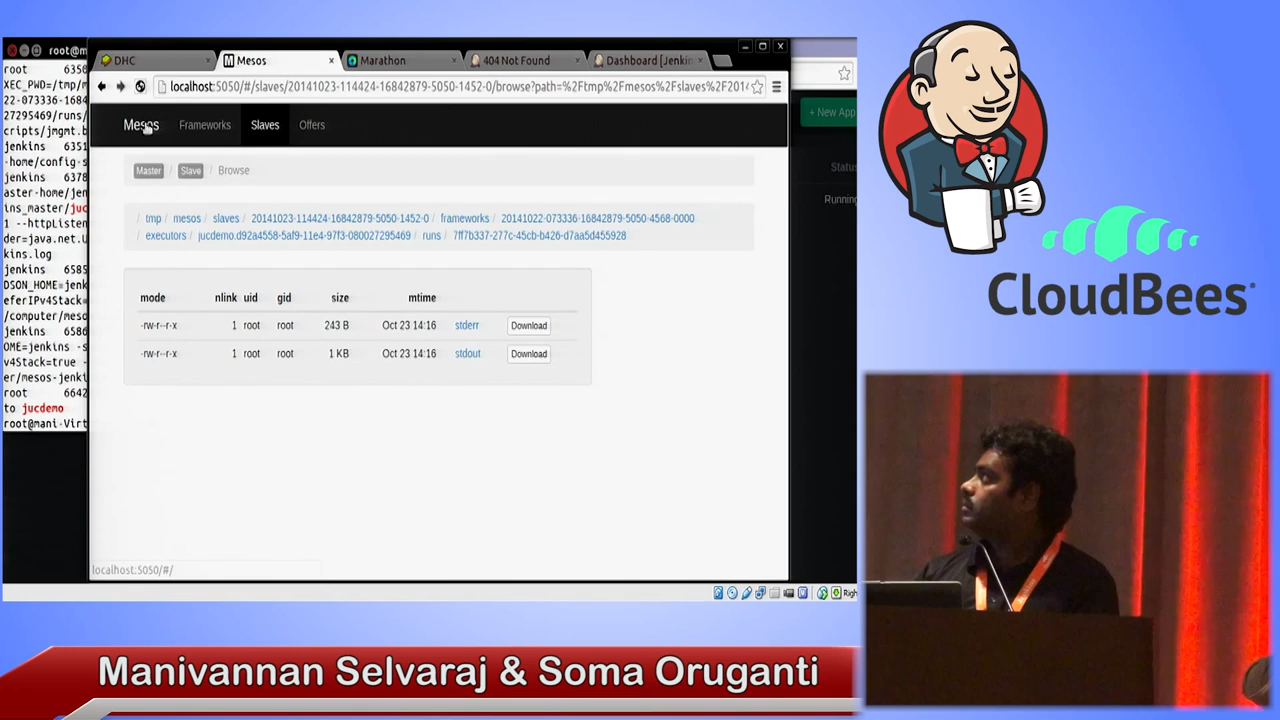 root@m
root 6350
XEC_PWD=/tmp/m
22-073336-1684
27295469/runs/
cripts/jmgmt.b
jenkins 6351
-home/config-s
jenkins 6378
aster-home/jen
ins_master/juc
1 --httpListen
der=java.net.U
kins.log
jenkins 6585
DSON_HOME=jenk
eferIPv4Stack=
/computer/meso
jenkins 6586
OME=jenkins -s
v4Stack=true -
er/mesos-jenki
root 6642
to jucdemo
root@mani-Virt
DHC
Mesos
Marathon
404 Not Found
Dashboard [Jenkin
localhost:5050/#/slaves/20141023-114424-16842879-5050-1452-0/browse?path=%2Ftmp%2Fmesos%2Fslaves%2F2014
Mesos Frameworks Slaves Offers
Master / Slave / Browse
/ tmp / mesos / slaves / 20141023-114424-16842879-5050-1452-0 / frameworks / 20141022-073336-16842879-5050-4568-0000
/ executors / jucdemo.d92a4558-5af9-11e4-97f3-080027295469 / runs / 7ff7b337-277c-45cb-b426-d7aa5d455928
mode nlink uid gid size mtime
-rw-r--r-x 1 root root 243 B Oct 23 14:16 stderr Download
-rw-r--r-x 1 root root 1 KB Oct 23 14:16 stdout Download
localhost:5050/#/
+ New App
Status
Running
Righ
CloudBees
Manivannan Selvaraj & Soma Oruganti